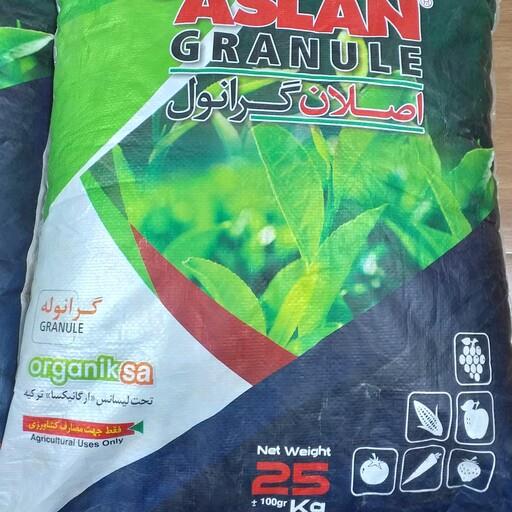 ASLAN®
GRANULE
اصلان گرانول
گرانوله
GRANULE
organiksa
تحت لیسانس «ارگانیکسا» ترکیه
فقط جهت مصارف کشاورزی
Agricultural Uses Only
Net Weight
25
± 100gr Kg